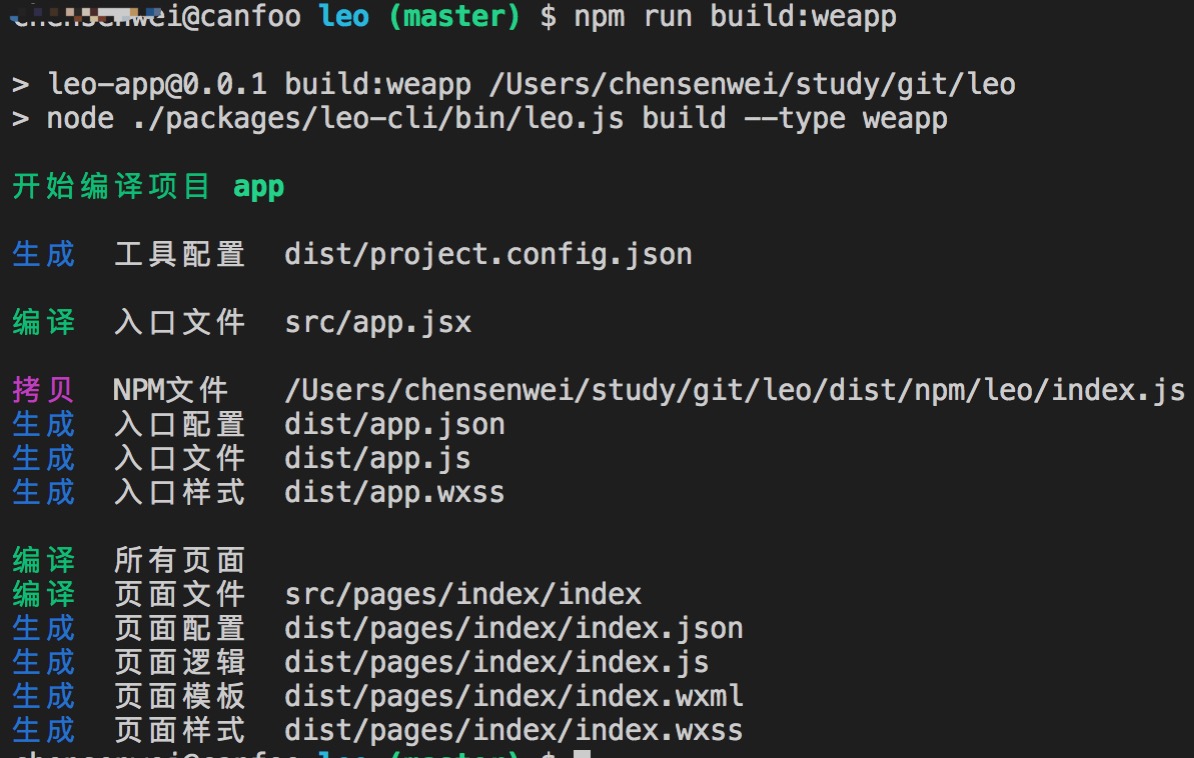 chensenwei@canfoo leo (master) $ npm run build:weapp
> leo-app@0.0.1 build:weapp /Users/chensenwei/study/git/leo
> node ./packages/leo-cli/bin/leo.js build --type weapp
开始编译项目 app
生成 工具配置 dist/project.config.json
编译 入口文件 src/app.jsx
拷贝 NPM文件 /Users/chensenwei/study/git/leo/dist/npm/leo/index.js
生成 入口配置 dist/app.json
生成 入口文件 dist/app.js
生成 入口样式 dist/app.wxss
编译 所有页面
编译 页面文件 src/pages/index/index
生成 页面配置 dist/pages/index/index.json
生成 页面逻辑 dist/pages/index/index.js
生成 页面模板 dist/pages/index/index.wxml
生成 页面样式 dist/pages/index/index.wxss
chensenwei@canfoo leo (master) $